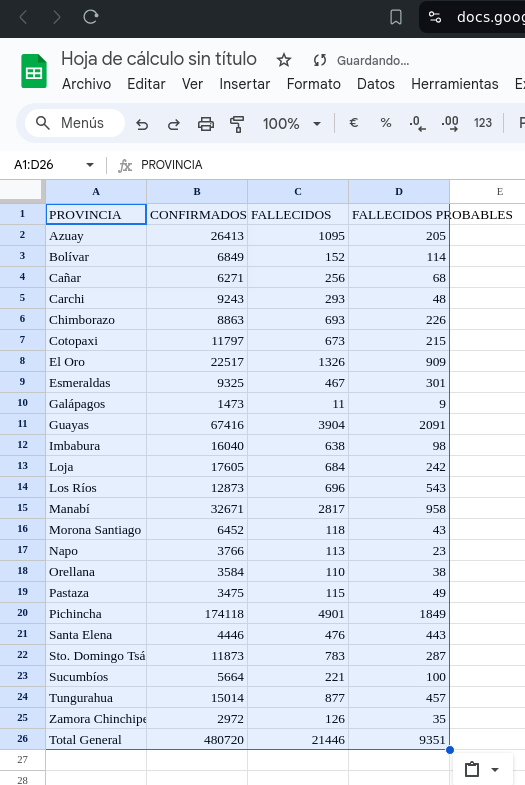 docs.goog
Hoja de cálculo sin título Guardando...
Archivo Editar Ver Insertar Formato Datos Herramientas Ex
Menús 100% € % .0 .00 123
A1:D26 fx PROVINCIA
A B C D E
1 PROVINCIA CONFIRMADOS FALLECIDOS FALLECIDOS PROBABLES
2 Azuay 26413 1095 205
3 Bolívar 6849 152 114
4 Cañar 6271 256 68
5 Carchi 9243 293 48
6 Chimborazo 8863 693 226
7 Cotopaxi 11797 673 215
8 El Oro 22517 1326 909
9 Esmeraldas 9325 467 301
10 Galápagos 1473 11 9
11 Guayas 67416 3904 2091
12 Imbabura 16040 638 98
13 Loja 17605 684 242
14 Los Ríos 12873 696 543
15 Manabí 32671 2817 958
16 Morona Santiago 6452 118 43
17 Napo 3766 113 23
18 Orellana 3584 110 38
19 Pastaza 3475 115 49
20 Pichincha 174118 4901 1849
21 Santa Elena 4446 476 443
22 Sto. Domingo Tsá 11873 783 287
23 Sucumbíos 5664 221 100
24 Tungurahua 15014 877 457
25 Zamora Chinchipe 2972 126 35
26 Total General 480720 21446 9351
27
28